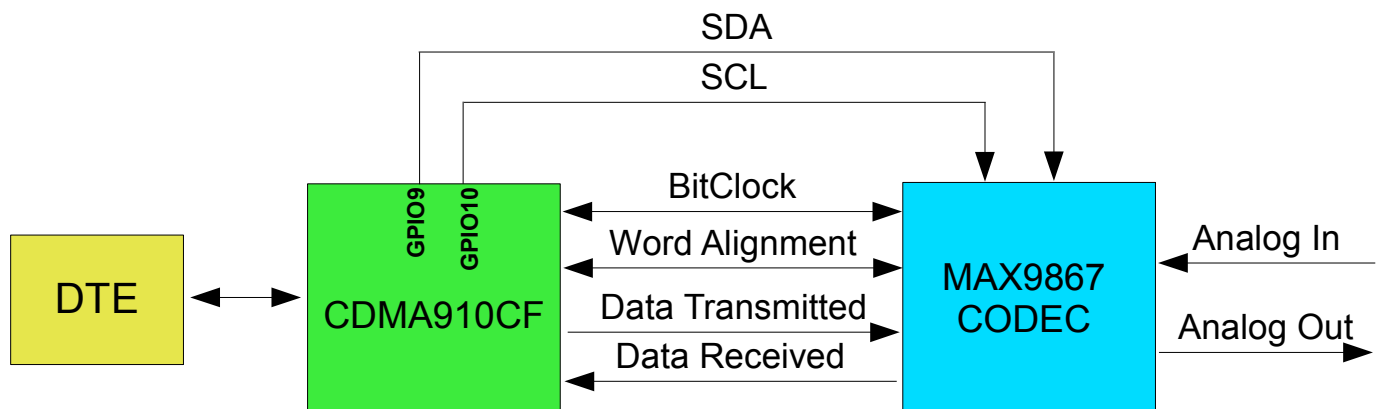 SDA
SCL
GPIO9
GPIO10
BitClock
Word Alignment
Data Transmitted
Data Received
DTE
CDMA910CF
MAX9867
CODEC
Analog In
Analog Out